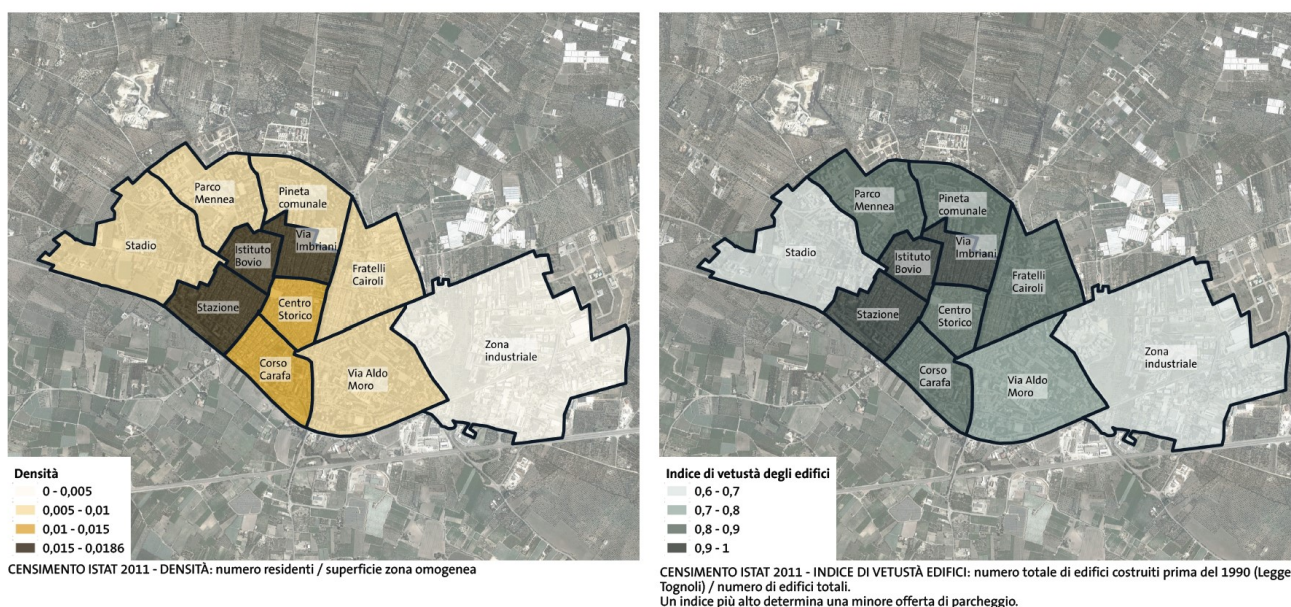 Parco
Mennea
Pineta
comunale
Stadio
Istituto
Bovio
Via
Imbriani
Fratelli
Cairoli
Stazione
Centro
Storico
Zona
industriale
Corso
Carafa
Via Aldo
Moro
Densità
0 - 0,005
0,005 - 0,01
0,01 - 0,015
0,015 - 0,0186
CENSIMENTO ISTAT 2011 - DENSITÀ: numero residenti / superficie zona omogenea
Parco
Mennea
Pineta
comunale
Stadio
Istituto
Bovio
Via
Imbriani
Fratelli
Cairoli
Stazione
Centro
Storico
Zona
industriale
Corso
Carafa
Via Aldo
Moro
Indice di vetustà degli edifici
0,6 - 0,7
0,7 - 0,8
0,8 - 0,9
0,9 - 1
CENSIMENTO ISTAT 2011 - INDICE DI VETUSTÀ EDIFICI: numero totale di edifici costruiti prima del 1990 (Legge
Tognoli) / numero di edifici totali.
Un indice più alto determina una minore offerta di parcheggio.